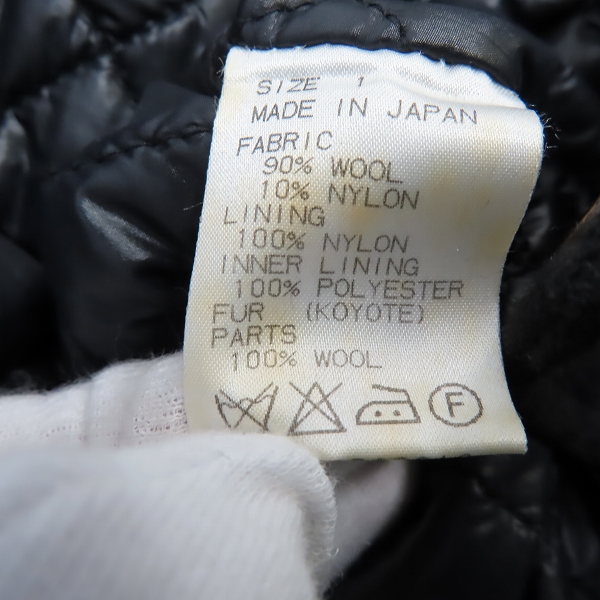 SIZE 1
MADE IN JAPAN
FABRIC
90% WOOL
10% NYLON
LINING
100% NYLON
INNER LINING
100% POLYESTER
FUR (KOYOTE)
PARTS
100% WOOL
F